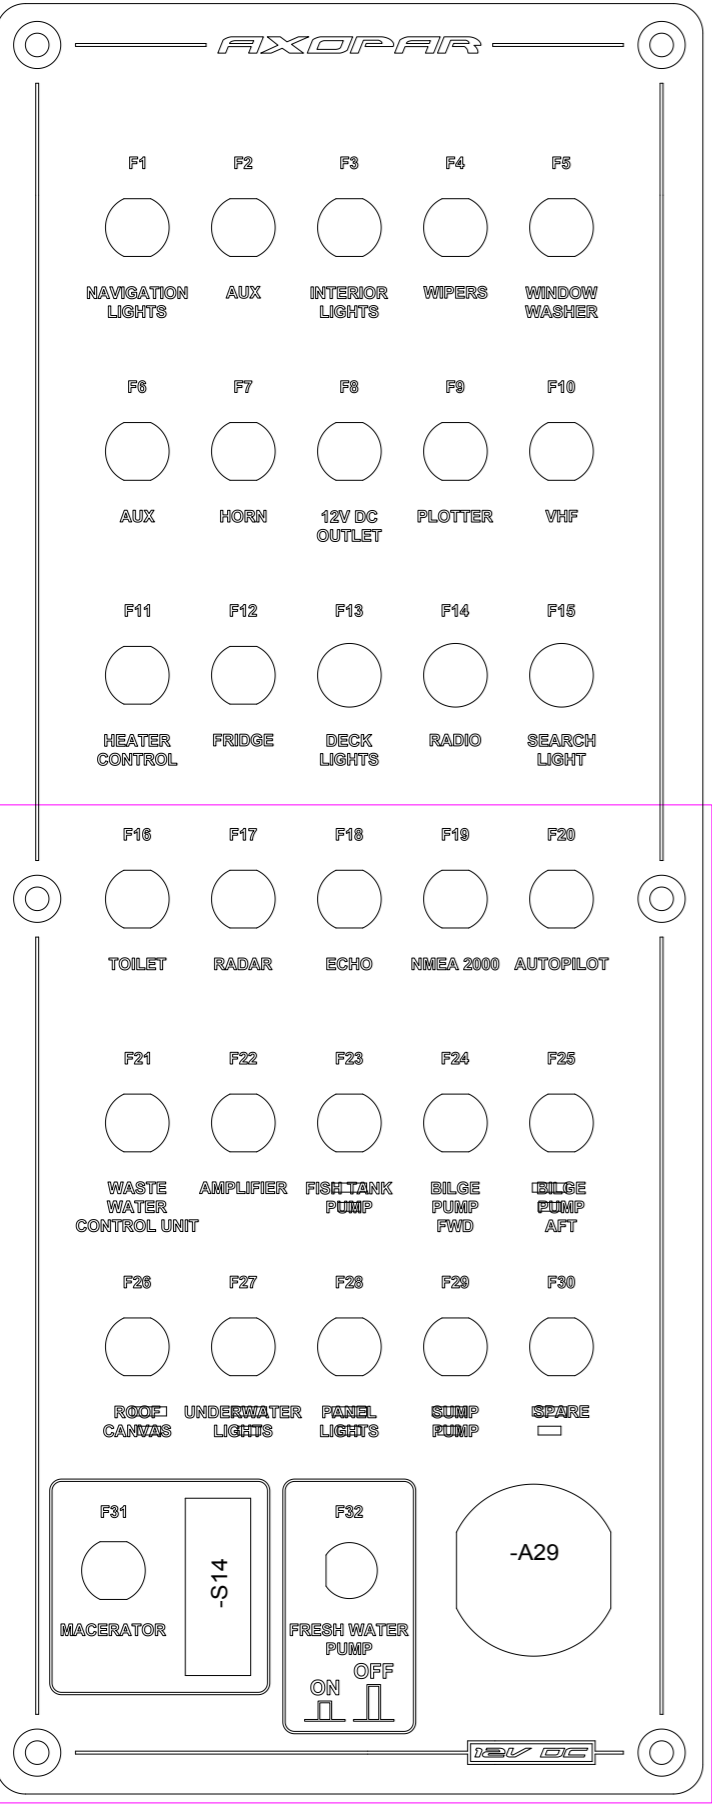 AXOPAR
F1 F2 F3 F4 F5
NAVIGATION LIGHTS
AUX
INTERIOR LIGHTS
WIPERS
WINDOW WASHER
F6 F7 F8 F9 F10
AUX
HORN
12V DC OUTLET
PLOTTER
VHF
F11 F12 F13 F14 F15
HEATER CONTROL
FRIDGE
DECK LIGHTS
RADIO
SEARCH LIGHT
F16 F17 F18 F19 F20
TOILET
RADAR
ECHO
NMEA 2000
AUTOPILOT
F21 F22 F23 F24 F25
WASTE WATER CONTROL UNIT
AMPLIFIER
FISH TANK PUMP
BILGE PUMP FWD
BILGE PUMP AFT
F26 F27 F28 F29 F30
ROOF CANVAS
UNDERWATER LIGHTS
PANEL LIGHTS
SUMP PUMP
SPARE
F31
-S14
MACERATOR
F32
FRESH WATER PUMP
ON OFF
-A29
12V DC